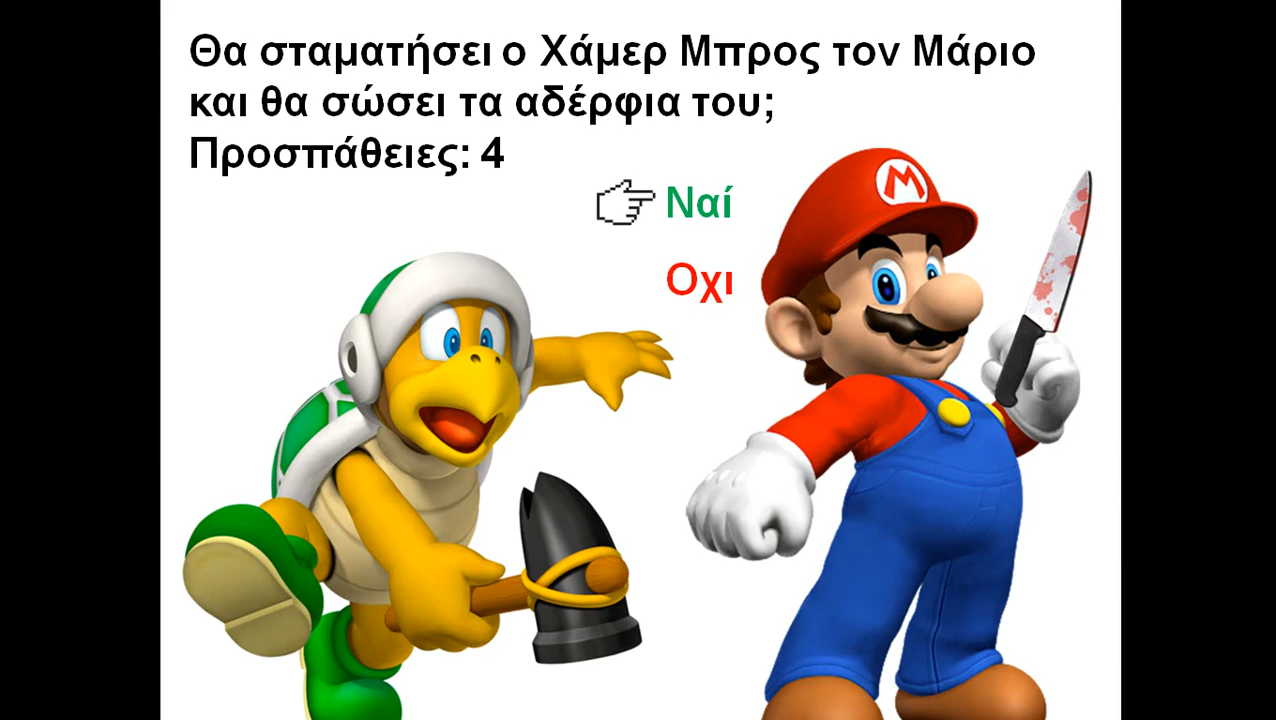 Θα σταματήσει ο Χάμερ Μπρος τον Μάριο
και θα σώσει τα αδέρφια του;
Προσπάθειες: 4
Ναί
Οχι
M